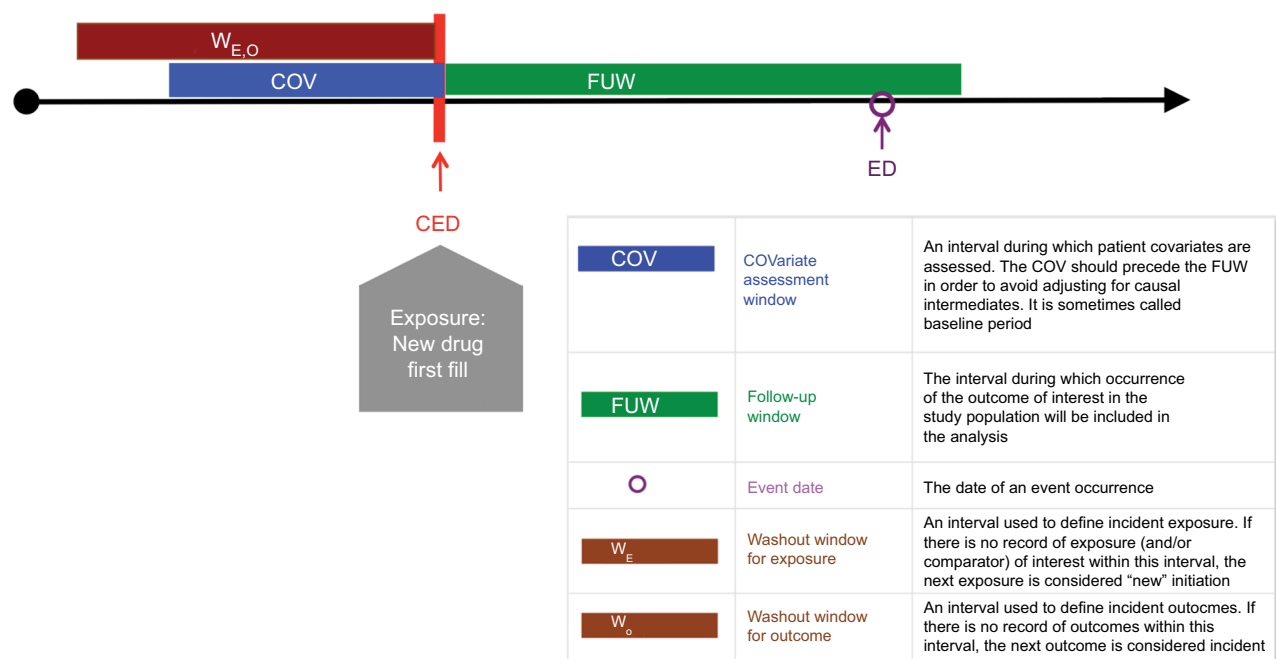 W E,O
COV
FUW
ED
CED
Exposure:
New drug
first fill
COV
COVariate
assessment
window
An interval during which patient covariates are
assessed. The COV should precede the FUW
in order to avoid adjusting for causal
intermediates. It is sometimes called
baseline period
FUW
Follow-up
window
The interval during which occurrence
of the outcome of interest in the
study population will be included in
the analysis
Event date
The date of an event occurrence
W E
Washout window
for exposure
An interval used to define incident exposure. If
there is no record of exposure (and/or
comparator) of interest within this interval, the
next exposure is considered “new” initiation
W o
Washout window
for outcome
An interval used to define incident outocmes. If
there is no record of outcomes within this
interval, the next outcome is considered incident